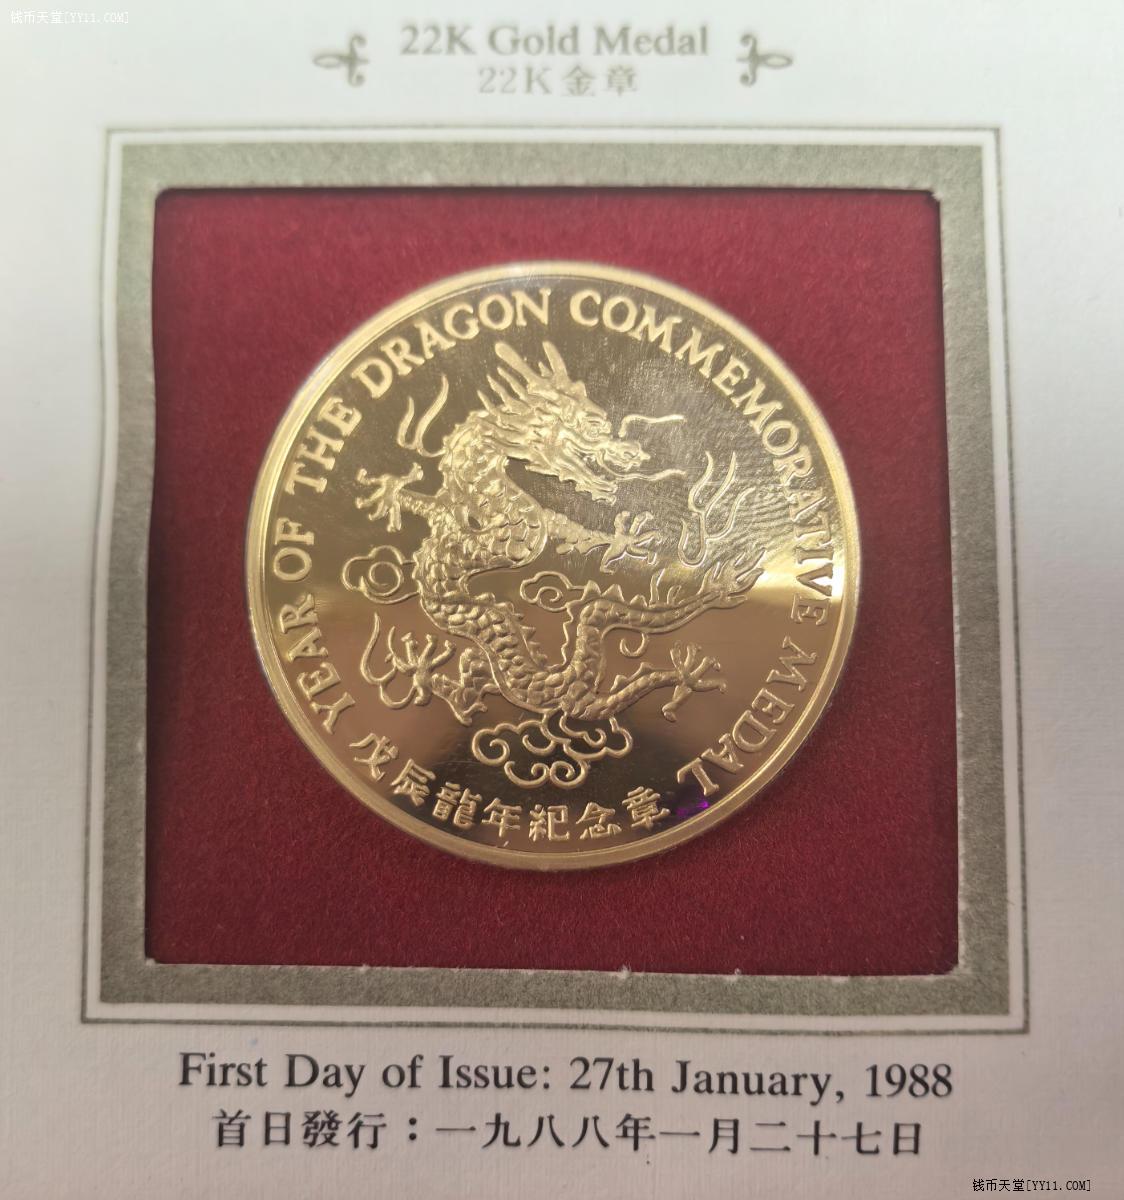 钱币天堂[YY11.COM]
22K Gold Medal
22K金章
YEAR OF THE DRAGON COMMEMORATIVE MEDAL
戊辰龍年紀念章
First Day of Issue: 27th January, 1988
首日發行：一九八八年一月二十七日
钱币天堂[YY11.COM]